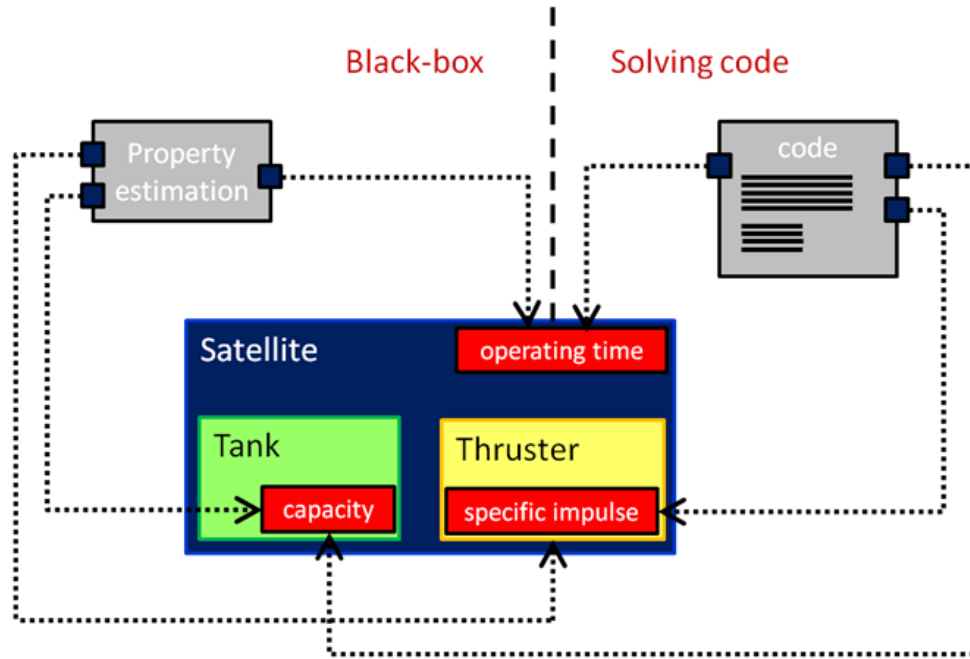 Black-box
Solving code
Property
estimation
code
Satellite
operating time
Tank
Thruster
capacity
specific impulse